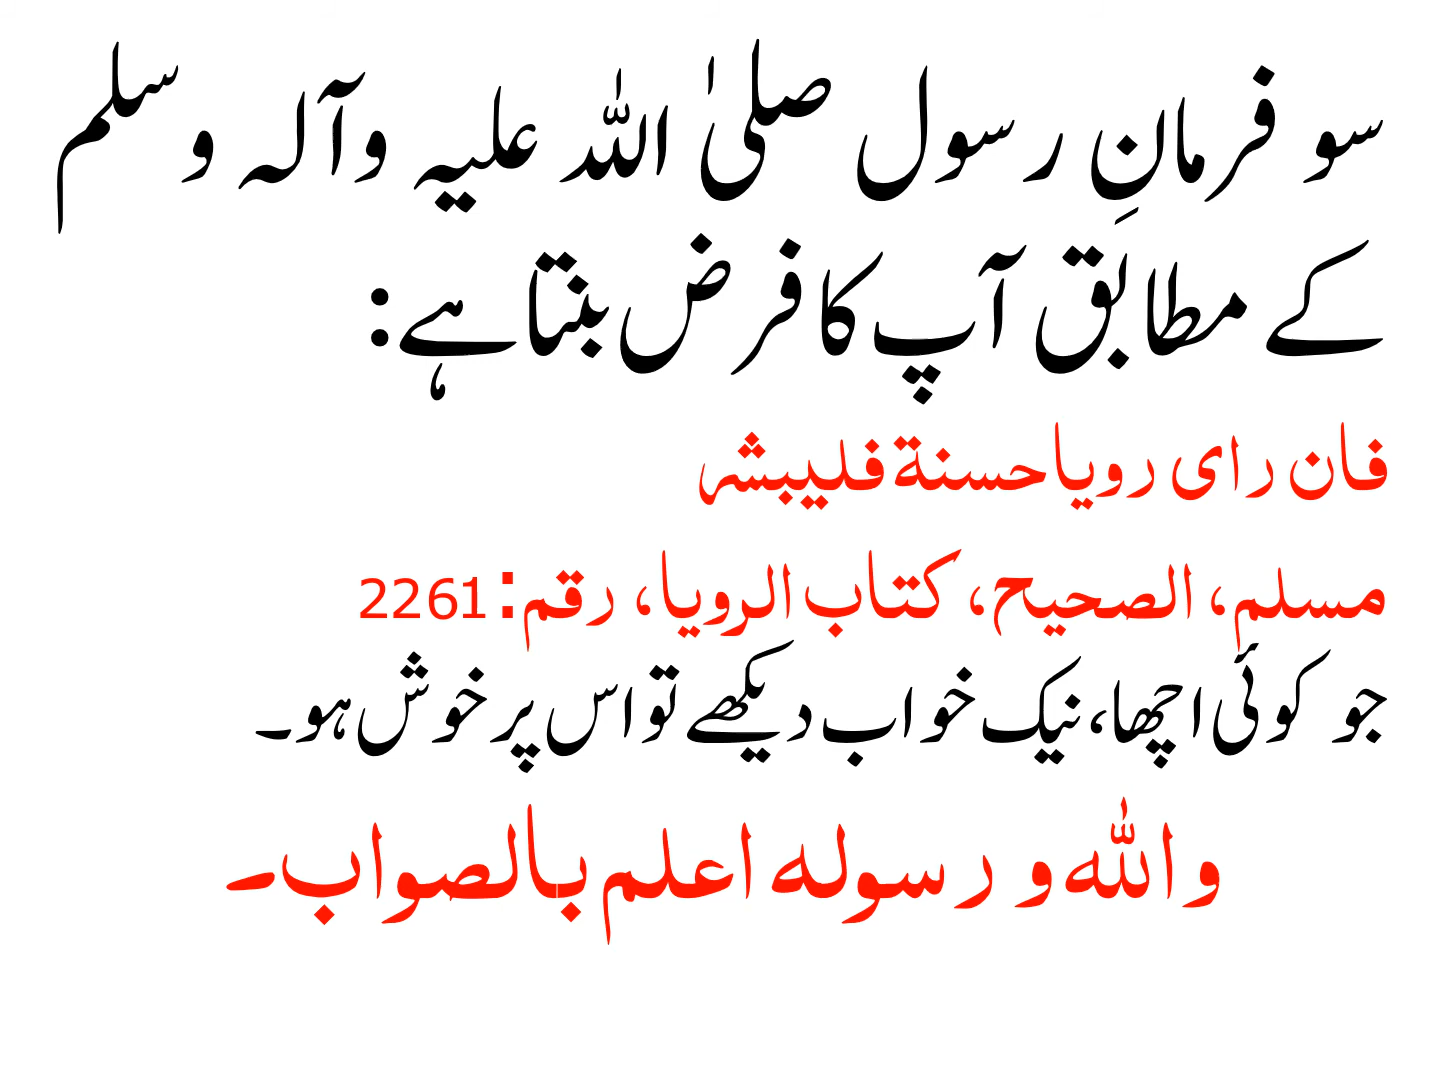 سو فرمانِ رسول صلیٰ اللہ علیہ وآلہ وسلم
کے مطابق آپ کا فرض بنتا ہے:
فان رای رویا حسنة فلیبشر
مسلم، الصحیح، کتاب الرویا، رقم: 2261
جو کوئی اچھا، نیک خواب دیکھے تو اس پر خوش ہو۔
واللہ و رسوله اعلم بالصواب۔